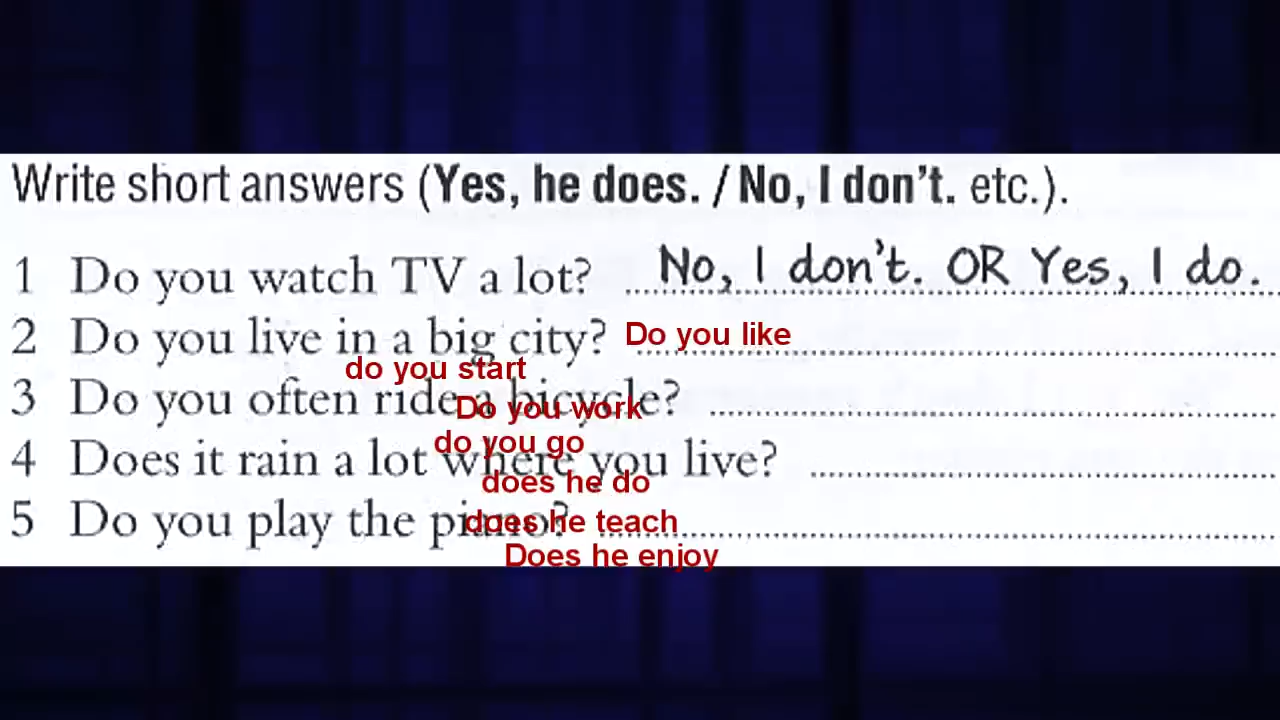 Write short answers (Yes, he does. / No, I don't. etc.).
1 Do you watch TV a lot? No, I don't. OR Yes, I do.
2 Do you live in a big city? Do you like
do you start
3 Do you often ride a bicycle?
Do you work
do you go
4 Does it rain a lot where you live?
does he do
5 Do you play the piano?
does he teach
Does he enjoy